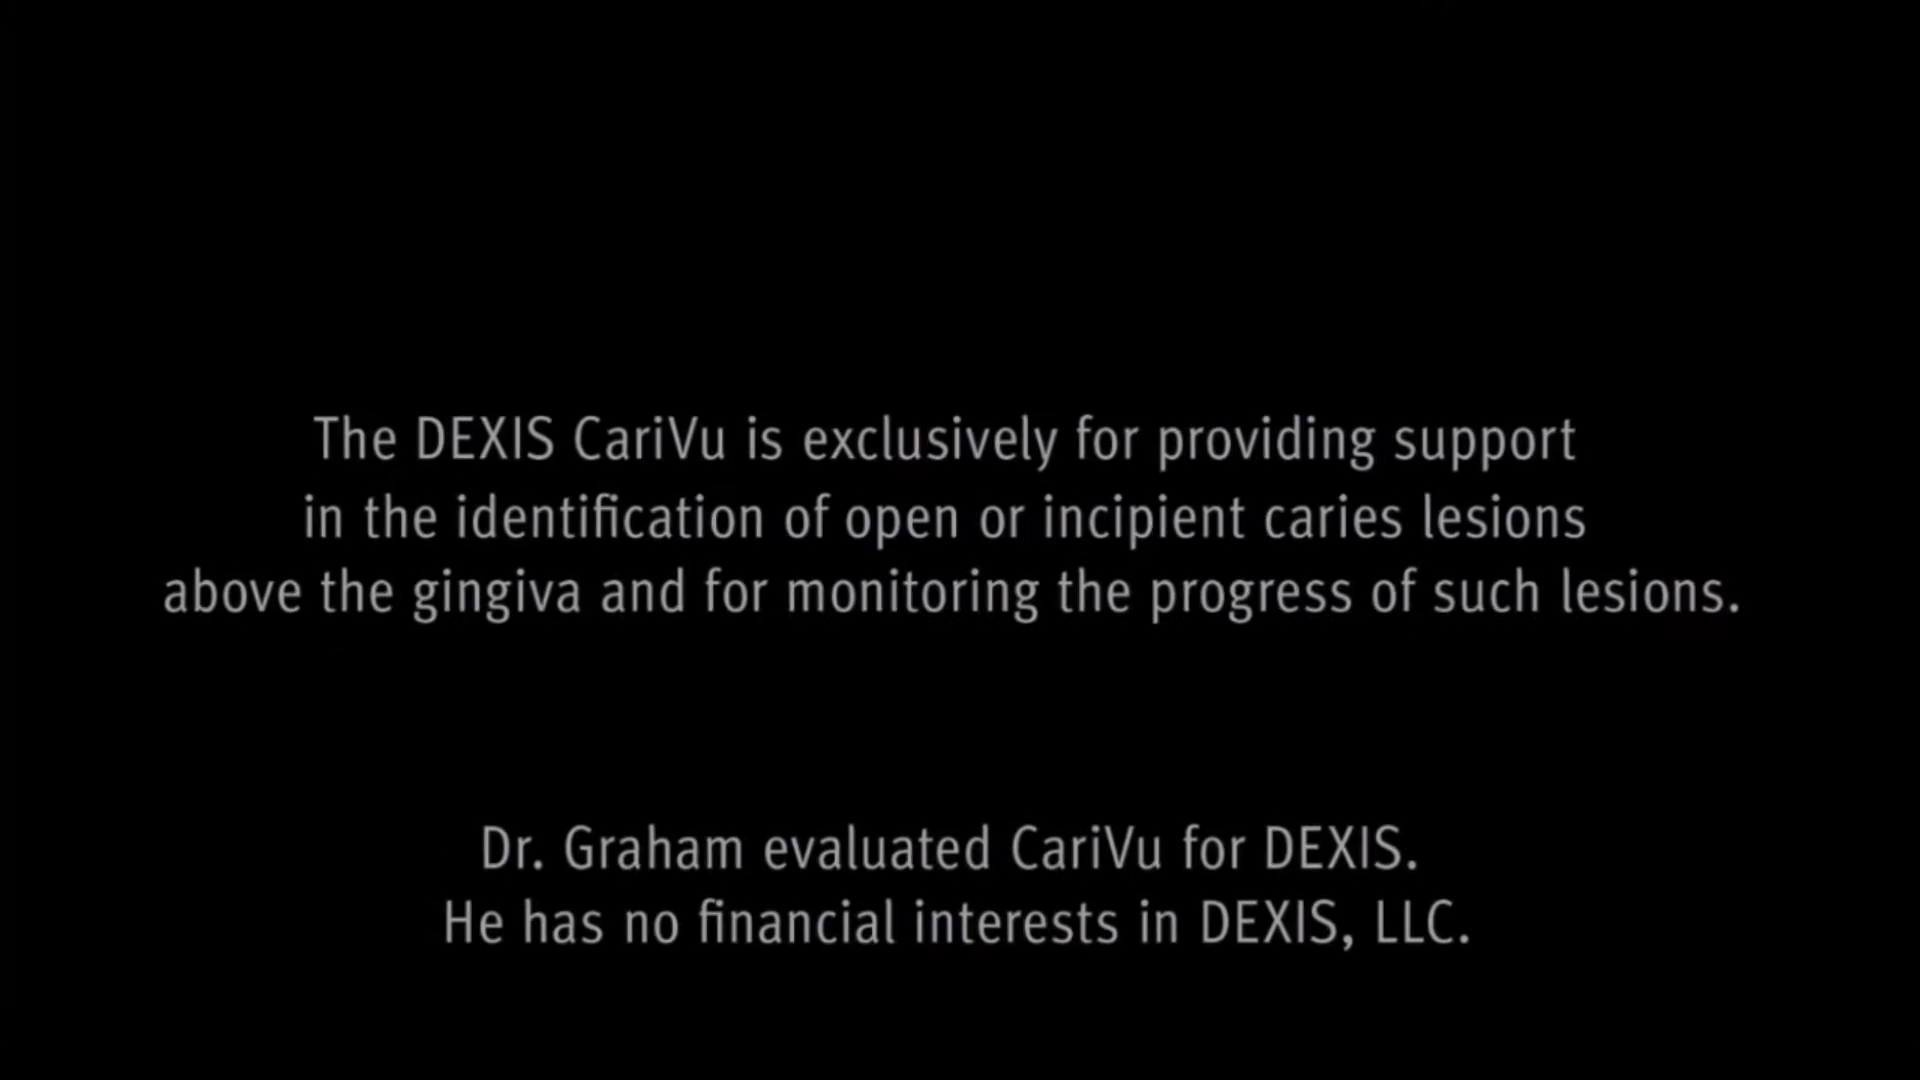 The DEXIS CariVu is exclusively for providing support
in the identification of open or incipient caries lesions
above the gingiva and for monitoring the progress of such lesions.
Dr. Graham evaluated CariVu for DEXIS.
He has no financial interests in DEXIS, LLC.